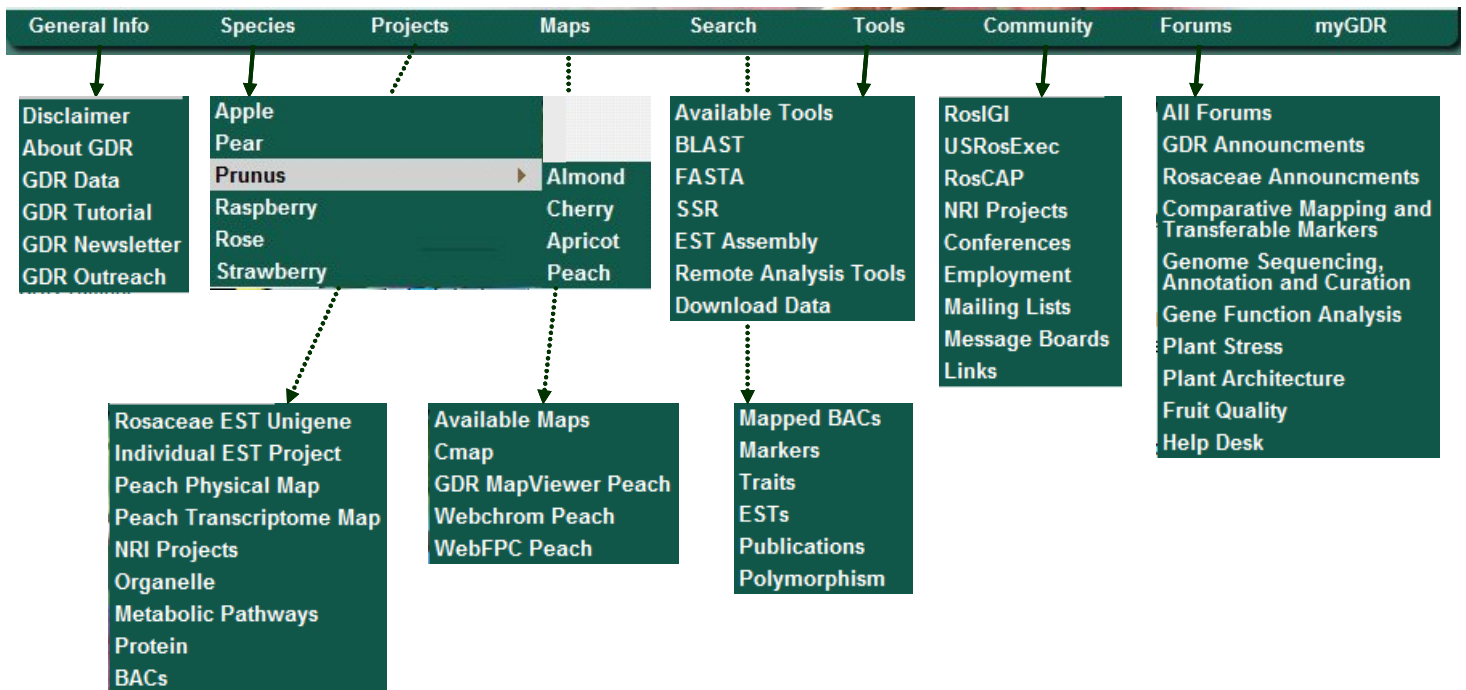 General Info
Species
Projects
Maps
Search
Tools
Community
Forums
myGDR
Disclaimer
About GDR
GDR Data
GDR Tutorial
GDR Newsletter
GDR Outreach
Apple
Pear
Prunus
Raspberry
Rose
Strawberry
Almond
Cherry
Apricot
Peach
Available Tools
BLAST
FASTA
SSR
EST Assembly
Remote Analysis Tools
Download Data
RosIGI
USRosExec
RosCAP
NRI Projects
Conferences
Employment
Mailing Lists
Message Boards
Links
All Forums
GDR Announcments
Rosaceae Announcments
Comparative Mapping and
Transferable Markers
Genome Sequencing,
Annotation and Curation
Gene Function Analysis
Plant Stress
Plant Architecture
Fruit Quality
Help Desk
Rosaceae EST Unigene
Individual EST Project
Peach Physical Map
Peach Transcriptome Map
NRI Projects
Organelle
Metabolic Pathways
Protein
BACs
Available Maps
Cmap
GDR MapViewer Peach
Webchrom Peach
WebFPC Peach
Mapped BACs
Markers
Traits
ESTs
Publications
Polymorphism